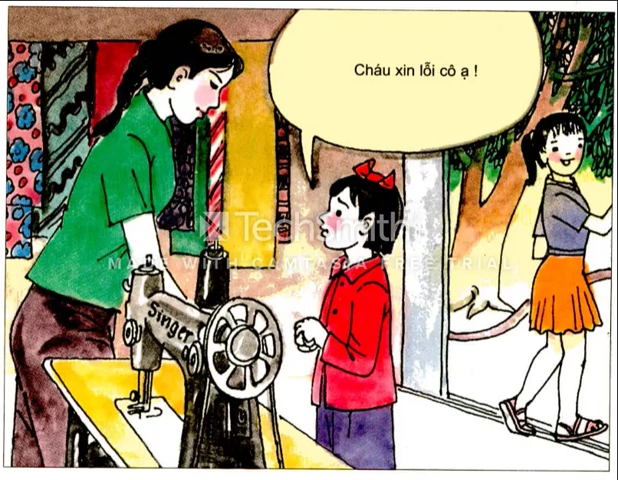 Cháu xin lỗi cô ạ !
TechSmith
MADE WITH CAMTASIA FREE TRIAL
Singer